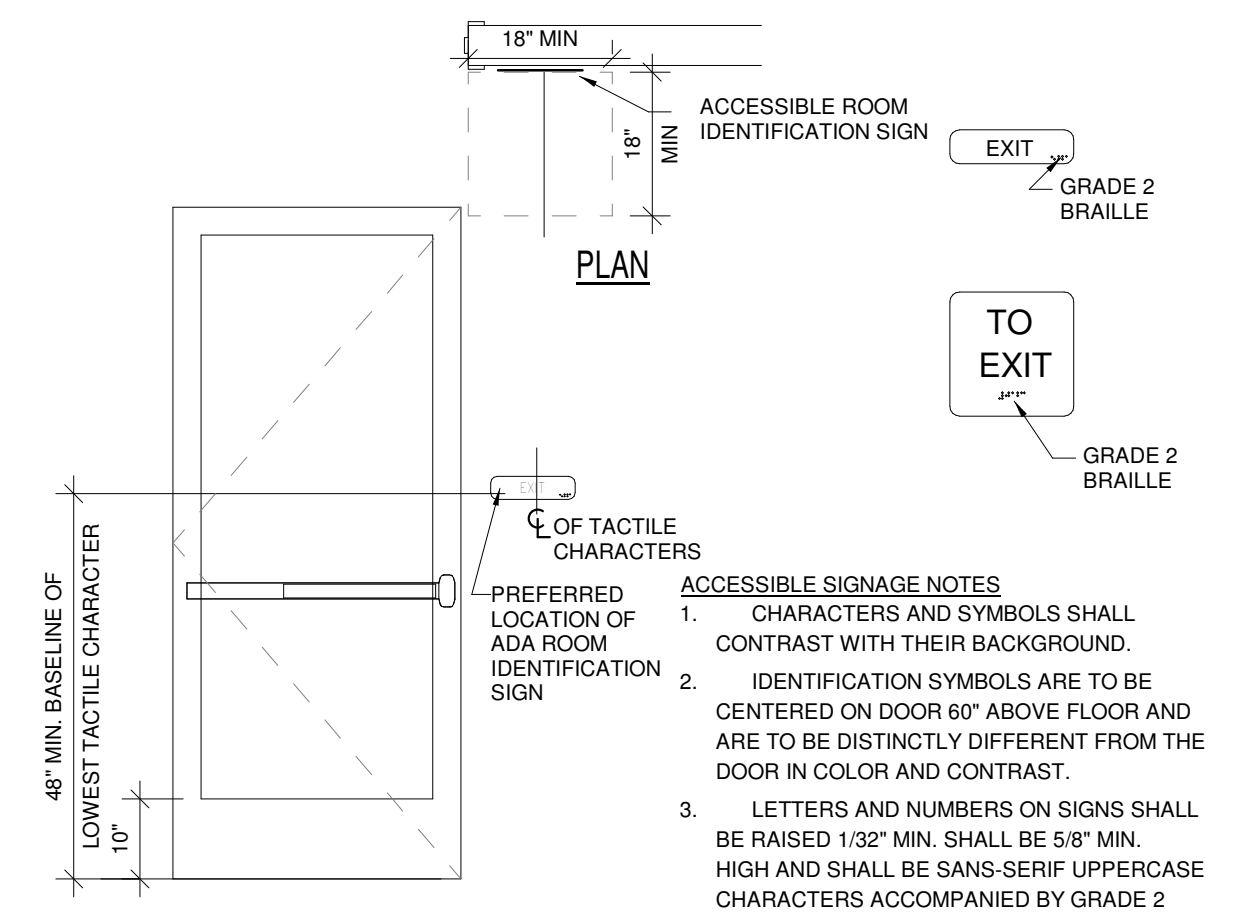 18" MIN
18"
MIN
ACCESSIBLE ROOM
IDENTIFICATION SIGN
PLAN
EXIT
GRADE 2
BRAILLE
TO
EXIT
GRADE 2
BRAILLE
EXIT
℄ OF TACTILE
CHARACTERS
PREFERRED
LOCATION OF
ADA ROOM
IDENTIFICATION
SIGN
48" MIN. BASELINE OF
LOWEST TACTILE CHARACTER
10"
ACCESSIBLE SIGNAGE NOTES
1. CHARACTERS AND SYMBOLS SHALL
CONTRAST WITH THEIR BACKGROUND.
2. IDENTIFICATION SYMBOLS ARE TO BE
CENTERED ON DOOR 60" ABOVE FLOOR AND
ARE TO BE DISTINCTLY DIFFERENT FROM THE
DOOR IN COLOR AND CONTRAST.
3. LETTERS AND NUMBERS ON SIGNS SHALL
BE RAISED 1/32" MIN. SHALL BE 5/8" MIN.
HIGH AND SHALL BE SANS-SERIF UPPERCASE
CHARACTERS ACCOMPANIED BY GRADE 2